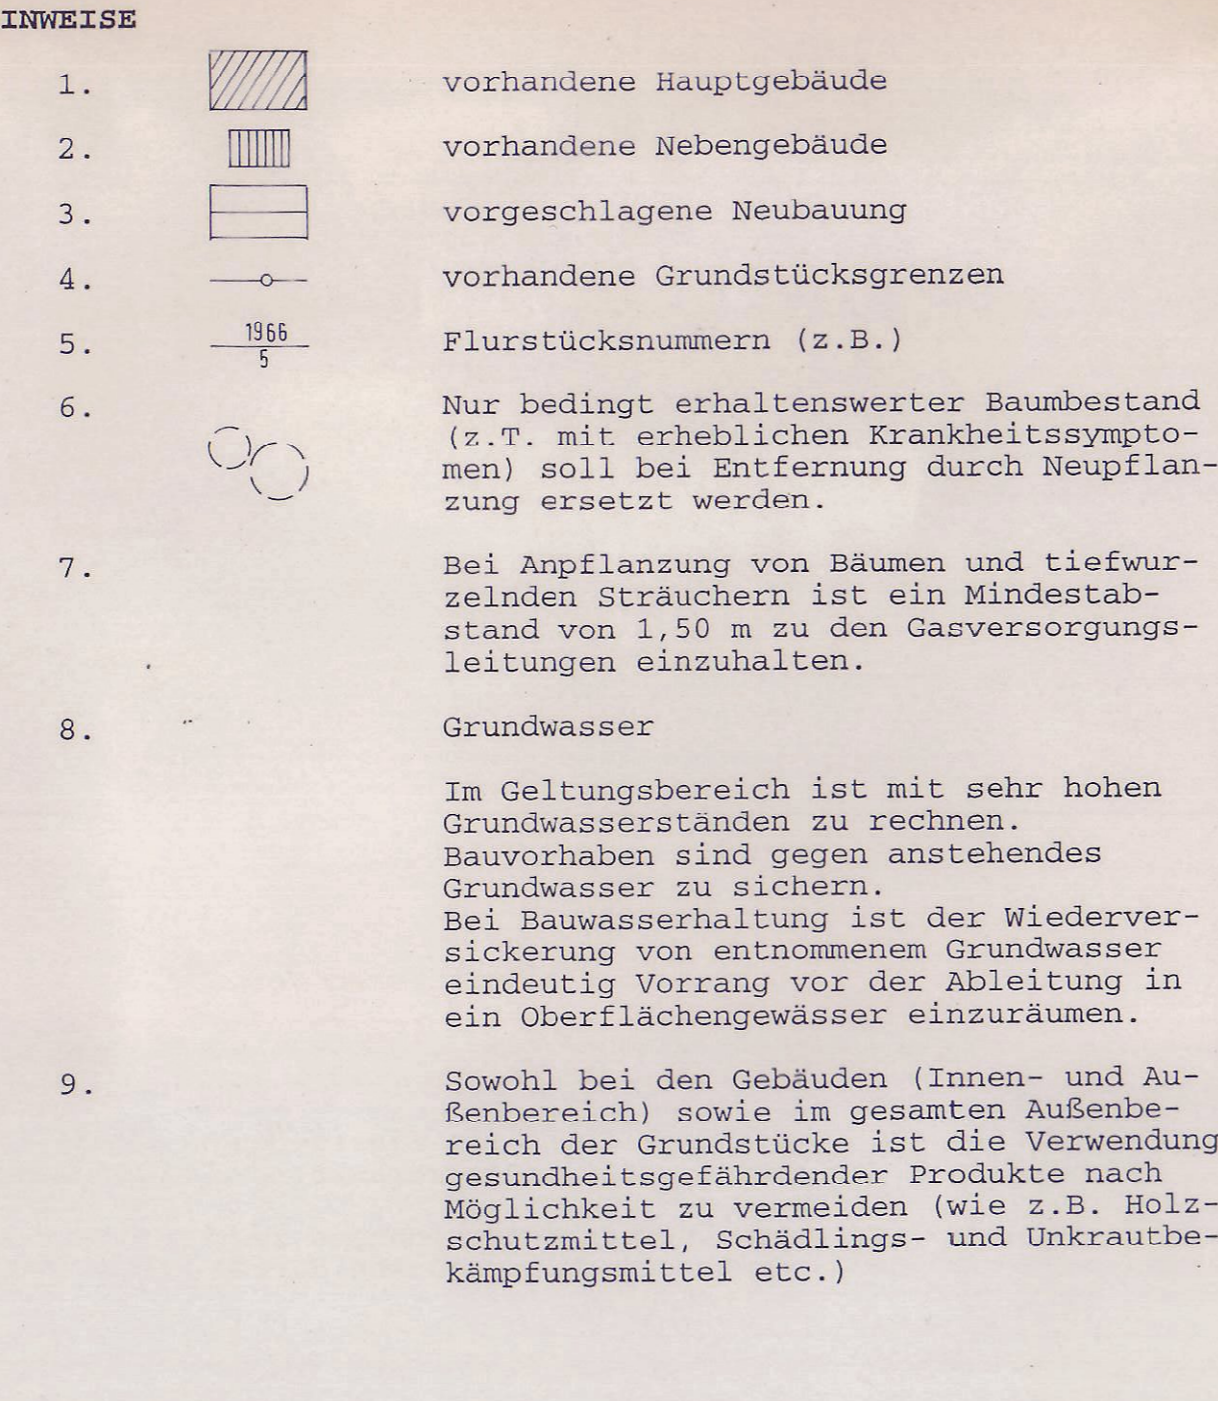 INWEISE
1. vorhandene Hauptgebäude
2. vorhandene Nebengebäude
3. vorgeschlagene Neubauung
4. vorhandene Grundstücksgrenzen
5. 1966 Flurstücksnummern (z.B.)
5
6. Nur bedingt erhaltenswerter Baumbestand
(z.T. mit erheblichen Krankheitssympto-
men) soll bei Entfernung durch Neupflan-
zung ersetzt werden.
7. Bei Anpflanzung von Bäumen und tiefwur-
zelnden Sträuchern ist ein Mindestab-
stand von 1,50 m zu den Gasversorgungs-
leitungen einzuhalten.
8. Grundwasser
Im Geltungsbereich ist mit sehr hohen
Grundwasserständen zu rechnen.
Bauvorhaben sind gegen anstehendes
Grundwasser zu sichern.
Bei Bauwasserhaltung ist der Wiederver-
sickerung von entnommenem Grundwasser
eindeutig Vorrang vor der Ableitung in
ein Oberflächengewässer einzuräumen.
9. Sowohl bei den Gebäuden (Innen- und Au-
ßenbereich) sowie im gesamten Außenbe-
reich der Grundstücke ist die Verwendung
gesundheitsgefährdender Produkte nach
Möglichkeit zu vermeiden (wie z.B. Holz-
schutzmittel, Schädlings- und Unkrautbe-
kämpfungsmittel etc.)